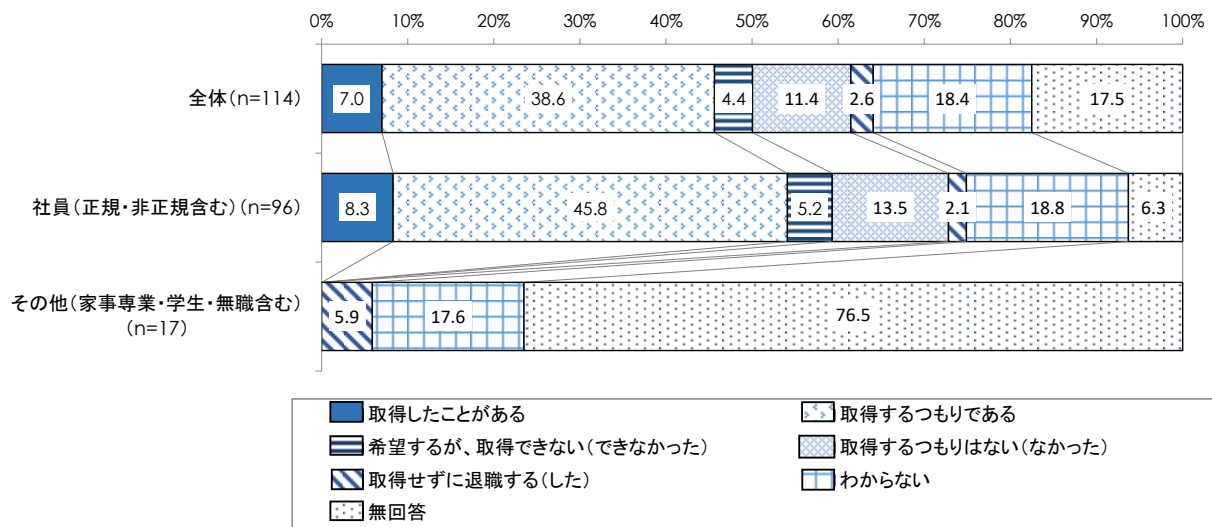 0% 10% 20% 30% 40% 50% 60% 70% 80% 90% 100%
全体(n=114) 7.0 38.6 4.4 11.4 2.6 18.4 17.5
社員(正規・非正規含む)(n=96) 8.3 45.8 5.2 13.5 2.1 18.8 6.3
その他(家事専業・学生・無職含む)
(n=17) 5.9 17.6 76.5
取得したことがある 取得するつもりである
希望するが、取得できない(できなかった) 取得するつもりはない(なかった)
取得せずに退職する(した) わからない
無回答